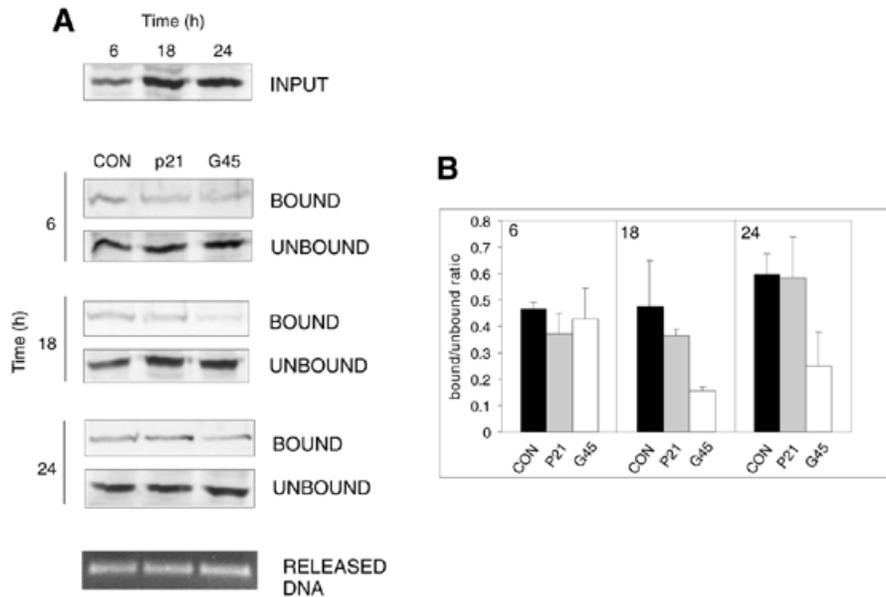 A
Time (h)
6 18 24
INPUT
CON p21 G45
6
BOUND
UNBOUND
Time (h)
18
BOUND
UNBOUND
24
BOUND
UNBOUND
RELEASED
DNA
B
bound/unbound ratio
0.8
0.7
0.6
0.5
0.4
0.3
0.2
0.1
0
6 18 24
CON P21 G45 CON P21 G45 CON P21 G45